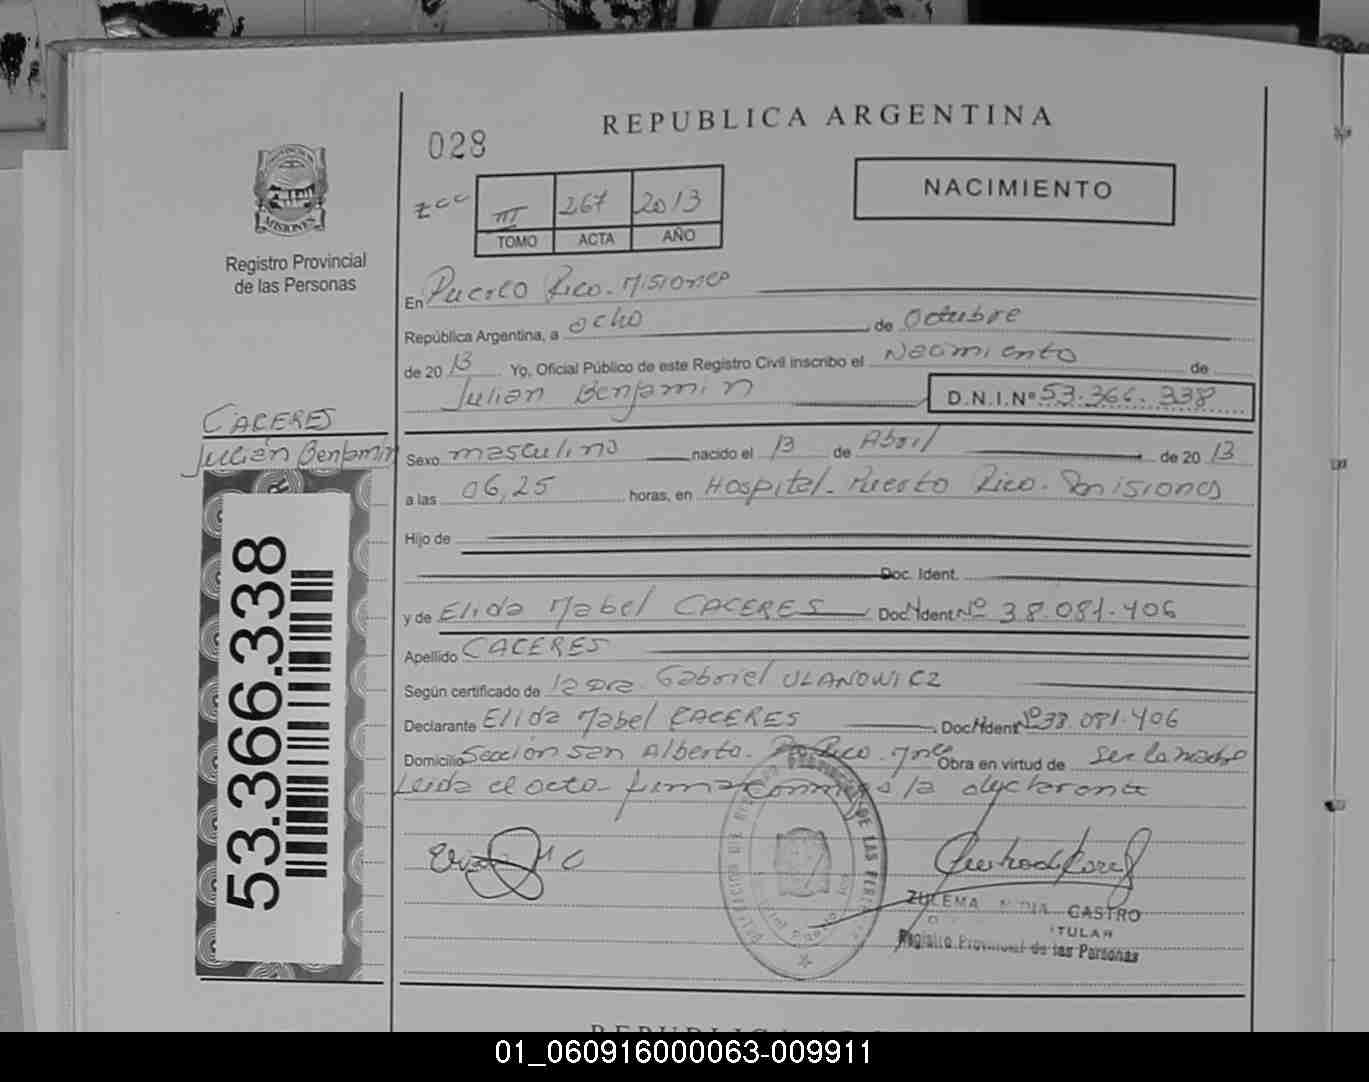 REPUBLICA ARGENTINA
028
NACIMIENTO
III 267 2013
TOMO ACTA AÑO
MISIONES
Registro Provincial
de las Personas
En Puerto Rico - Misiones
República Argentina, a ocho de Octubre
de 20 13 Yo, Oficial Público de este Registro Civil inscribo el Nacimiento de
Julian Benjamin D.N.I.Nº 53.366.338
CACERES
Julián Benjamin
Sexo masculino nacido el 13 de Abril de 20 13
a las 06,25 horas, en Hospital - Puerto Rico - Misiones
Hijo de
Doc. Ident.
y de Elida Mabel CACERES Doc. Ident Nº 38.081.406
Apellido CACERES
Según certificado de la Dra. Gabriel ULANOWICZ
Declarante Elida Mabel CACERES Doc. Ident Nº 38.081.406
Domicilio Sección San Alberto - Pto Rico - Mnes Obra en virtud de ser la madre
Leida el acta firma conmigo la declarante
53.366.338
ZULEMA CASTRO
TITULAR
Registro Provincial de las Personas
01_060916000063-009911